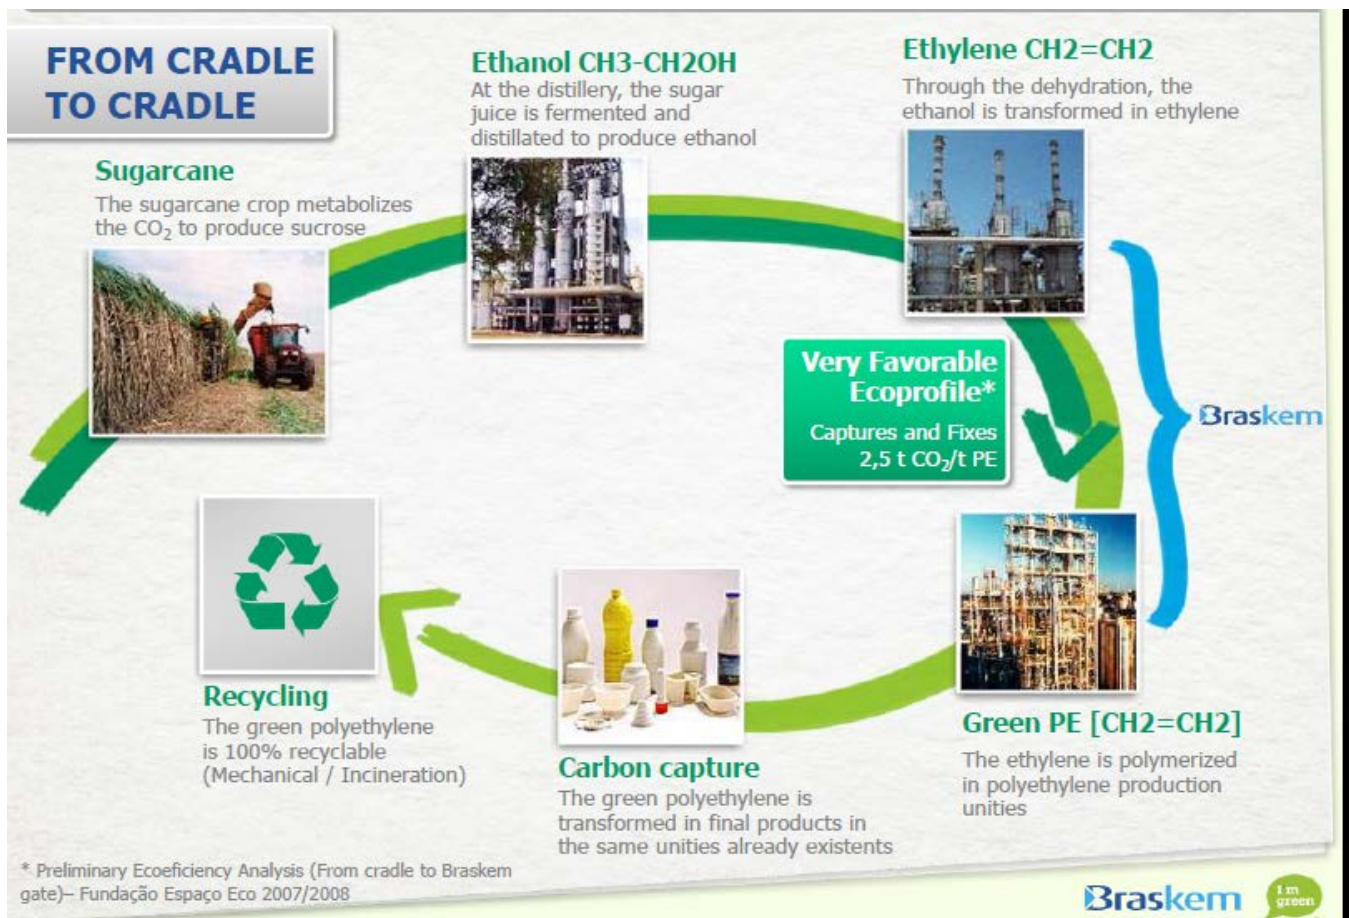 FROM CRADLE
TO CRADLE
Sugarcane
The sugarcane crop metabolizes
the CO₂ to produce sucrose
Ethanol CH3-CH2OH
At the distillery, the sugar
juice is fermented and
distillated to produce ethanol
Ethylene CH2=CH2
Through the dehydration, the
ethanol is transformed in ethylene
Very Favorable
Ecoprofile*
Captures and Fixes
2,5 t CO₂/t PE
Braskem
Green PE [CH2=CH2]
The ethylene is polymerized
in polyethylene production
unities
Carbon capture
The green polyethylene is
transformed in final products in
the same unities already existents
Recycling
The green polyethylene
is 100% recyclable
(Mechanical / Incineration)
* Preliminary Ecoeficiency Analysis (From cradle to Braskem
gate)– Fundação Espaço Eco 2007/2008
Braskem
I'm
green